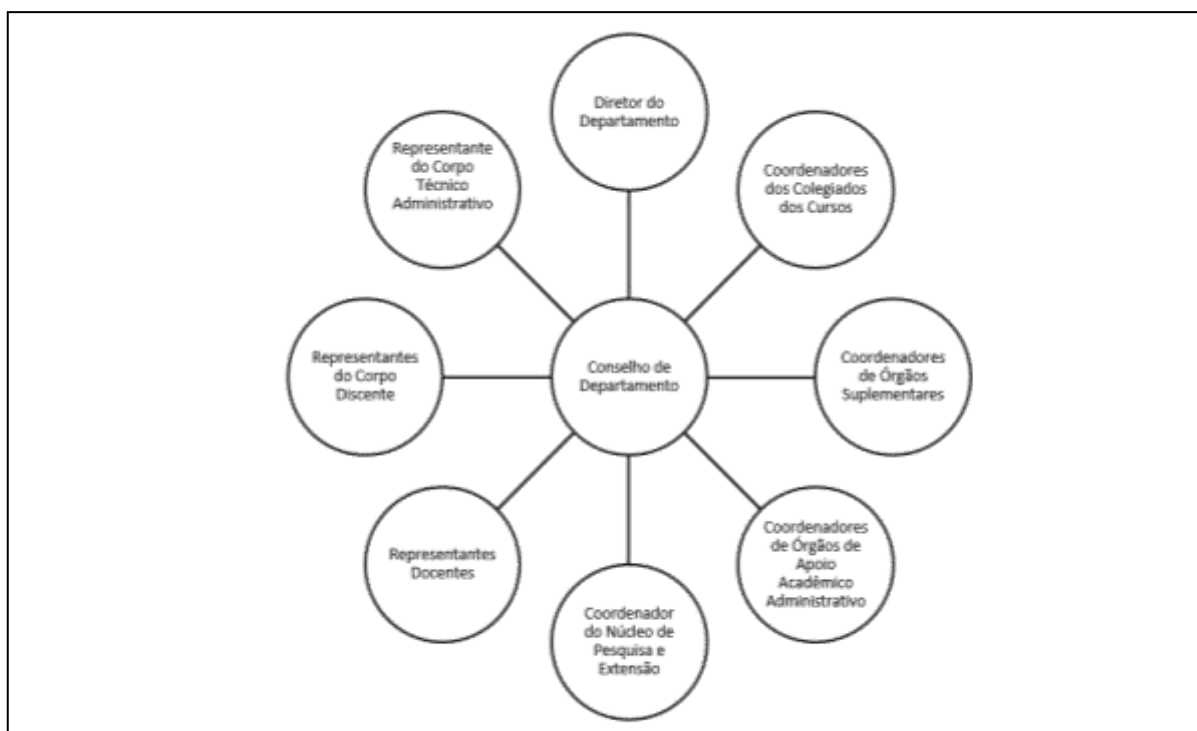 Diretor do
Departamento
Representante
do Corpo
Técnico
Administrativo
Coordenadores
dos Colegiados
dos Cursos
Representantes
do Corpo
Discente
Conselho de
Departamento
Coordenadores
de Órgãos
Suplementares
Representantes
Docentes
Coordenadores
de Órgãos de
Apoio
Acadêmico
Administrativo
Coordenador
do Núcleo de
Pesquisa e
Extensão